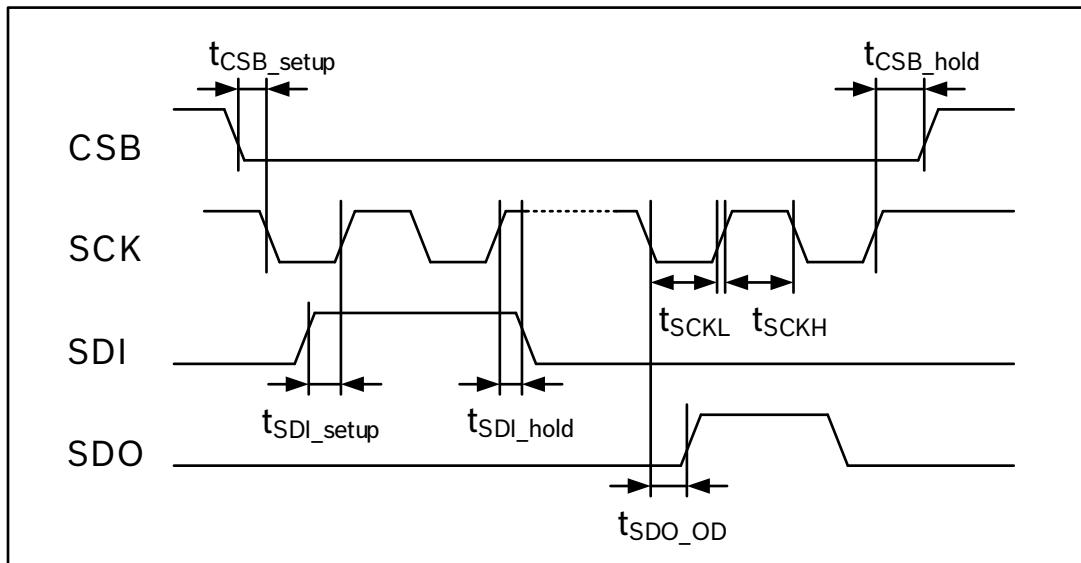 tCSB_setup
tCSB_hold
CSB
SCK
tSCKL
tSCKH
SDI
tSDI_setup
tSDI_hold
SDO
tSDO_OD